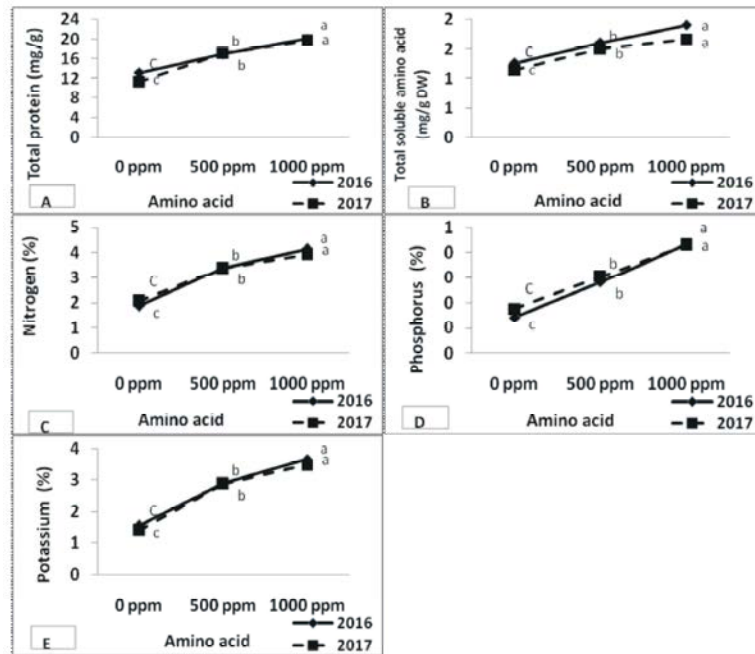 Total protein (mg/g)
24
20
16
12
8
4
0
C
c
b
b
a
a
0 ppm 500 ppm 1000 ppm
Amino acid
A
2016
2017
Total soluble amino acid
(mg/g DW)
2
2
1
1
0
C
c
b
b
a
a
0 ppm 500 ppm 1000 ppm
Amino acid
B
2016
2017
Nitrogen (%)
5
4
3
2
1
0
C
c
b
b
a
a
0 ppm 500 ppm 1000 ppm
Amino acid
C
2016
2017
Phosphorus (%)
1
0
0
0
0
0
C
c
b
b
a
a
0 ppm 500 ppm 1000 ppm
Amino acid
D
2016
2017
Potassium (%)
4
3
2
1
0
C
c
b
b
a
a
0 ppm 500 ppm 1000 ppm
Amino acid
E
2016
2017